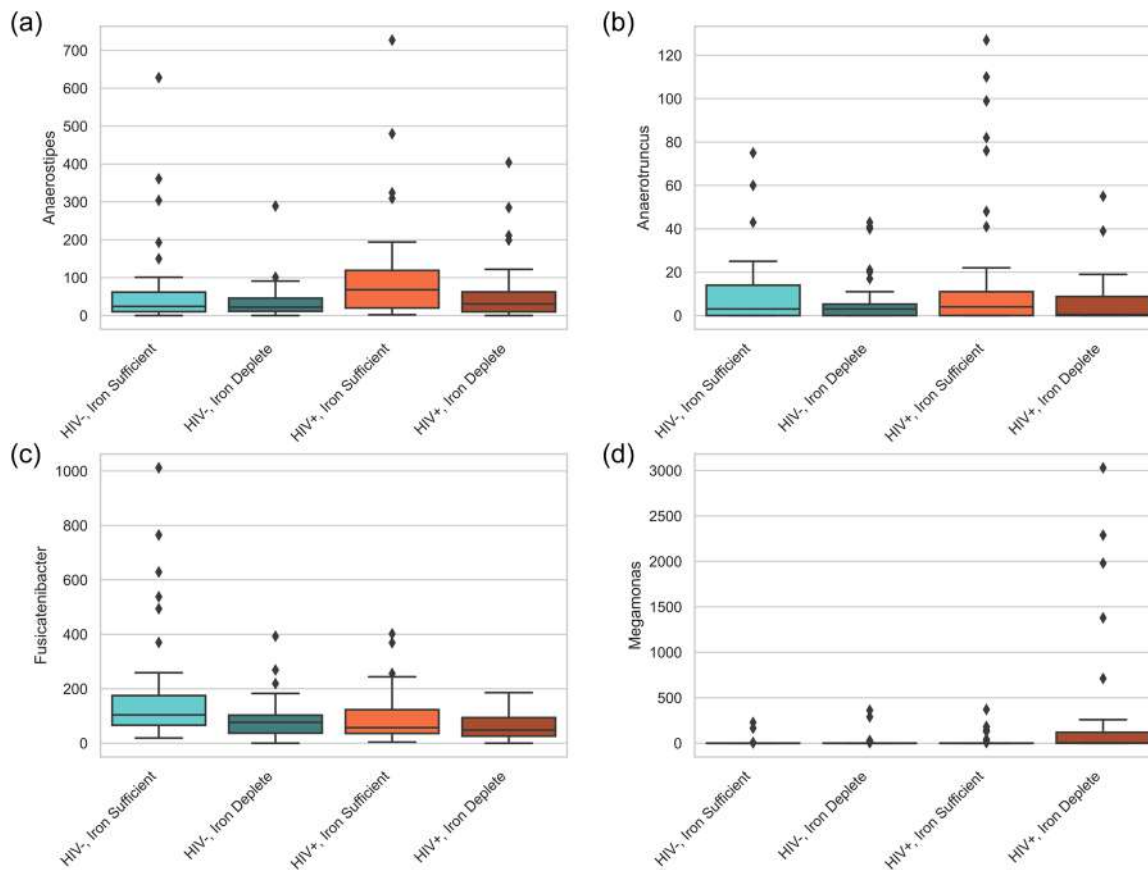 (a)
Anaerostipes
700
600
500
400
300
200
100
0
HIV-, Iron Sufficient
HIV-, Iron Deplete
HIV+, Iron Sufficient
HIV+, Iron Deplete
(b)
Anaerotruncus
120
100
80
60
40
20
0
HIV-, Iron Sufficient
HIV-, Iron Deplete
HIV+, Iron Sufficient
HIV+, Iron Deplete
(c)
Fusicatenibacter
1000
800
600
400
200
0
HIV-, Iron Sufficient
HIV-, Iron Deplete
HIV+, Iron Sufficient
HIV+, Iron Deplete
(d)
Megamonas
3000
2500
2000
1500
1000
500
0
HIV-, Iron Sufficient
HIV-, Iron Deplete
HIV+, Iron Sufficient
HIV+, Iron Deplete